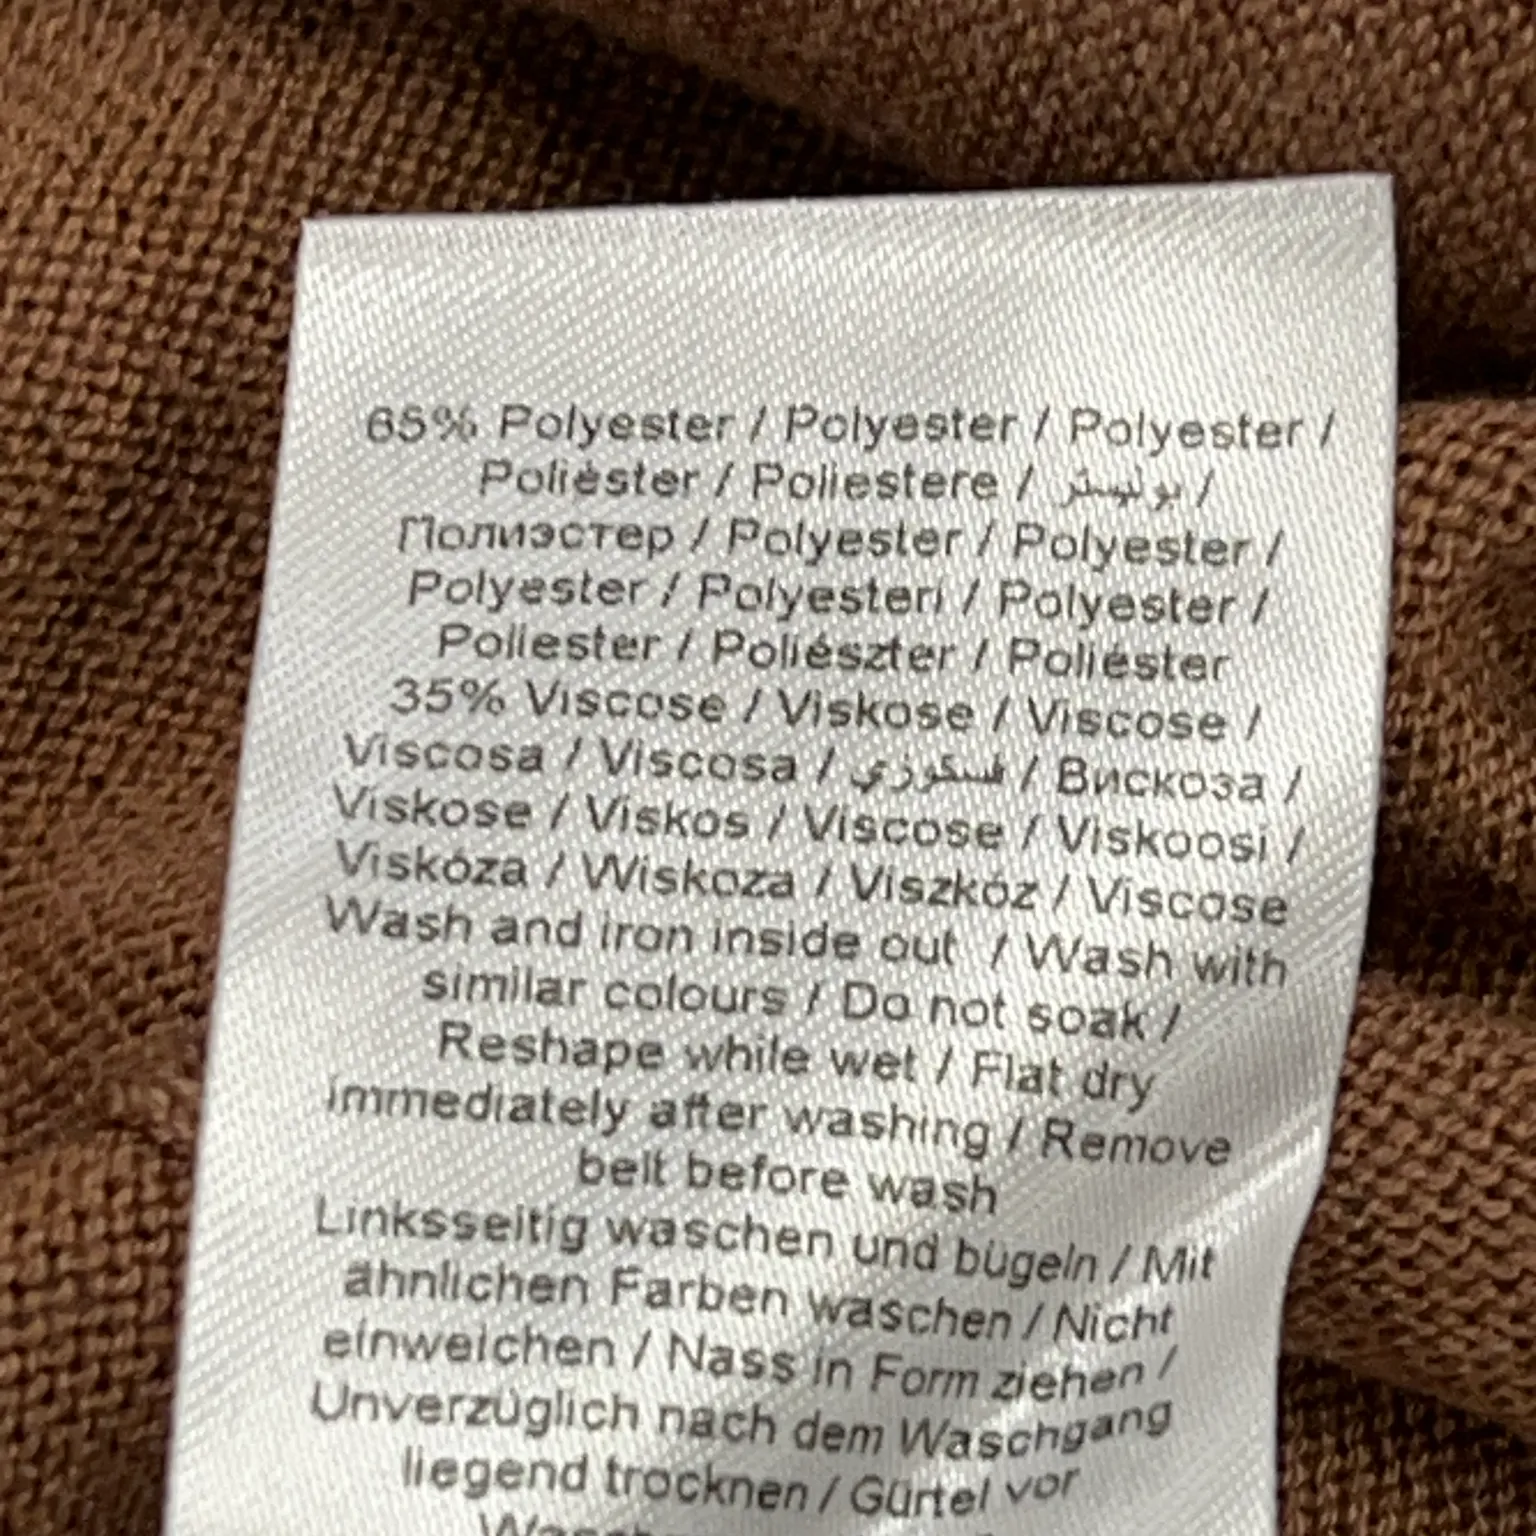 65% Polyester / Polyester / Polyester /
Poliéster / Poliestere / بوليستر /
Полиэстер / Polyester / Polyester /
Polyester / Polyesteri / Polyester /
Poliester / Poliészter / Poliéster
35% Viscose / Viskose / Viscose /
Viscosa / Viscosa / فسكوزي / Вискоза /
Viskose / Viskos / Viscose / Viskoosi /
Viskóza / Wiskoza / Viszkóz / Viscose
Wash and iron inside out / Wash with
similar colours / Do not soak /
Reshape while wet / Flat dry
immediately after washing / Remove
belt before wash
Linksseitig waschen und bügeln / Mit
ähnlichen Farben waschen / Nicht
einweichen / Nass in Form ziehen /
Unverzüglich nach dem Waschgang
liegend trocknen / Gürtel vor